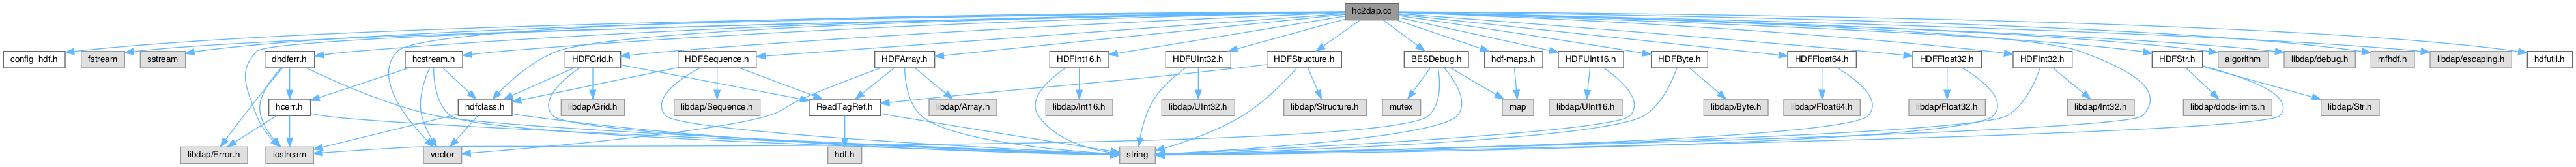 hc2dap.cc
config_hdf.h
fstream
sstream
dhdferr.h
hcstream.h
HDFGrid.h
HDFSequence.h
HDFArray.h
HDFInt16.h
HDFUInt32.h
HDFStructure.h
BESDebug.h
hdf-maps.h
HDFUInt16.h
HDFByte.h
HDFFloat64.h
HDFFloat32.h
HDFInt32.h
HDFStr.h
algorithm
libdap/debug.h
mfhdf.h
libdap/escaping.h
hdfutil.h
hcerr.h
hdfclass.h
libdap/Grid.h
libdap/Sequence.h
ReadTagRef.h
libdap/Array.h
libdap/Int16.h
libdap/UInt32.h
libdap/Structure.h
mutex
map
libdap/UInt16.h
libdap/Byte.h
libdap/Float64.h
libdap/Float32.h
libdap/Int32.h
libdap/dods-limits.h
libdap/Str.h
libdap/Error.h
iostream
vector
hdf.h
string